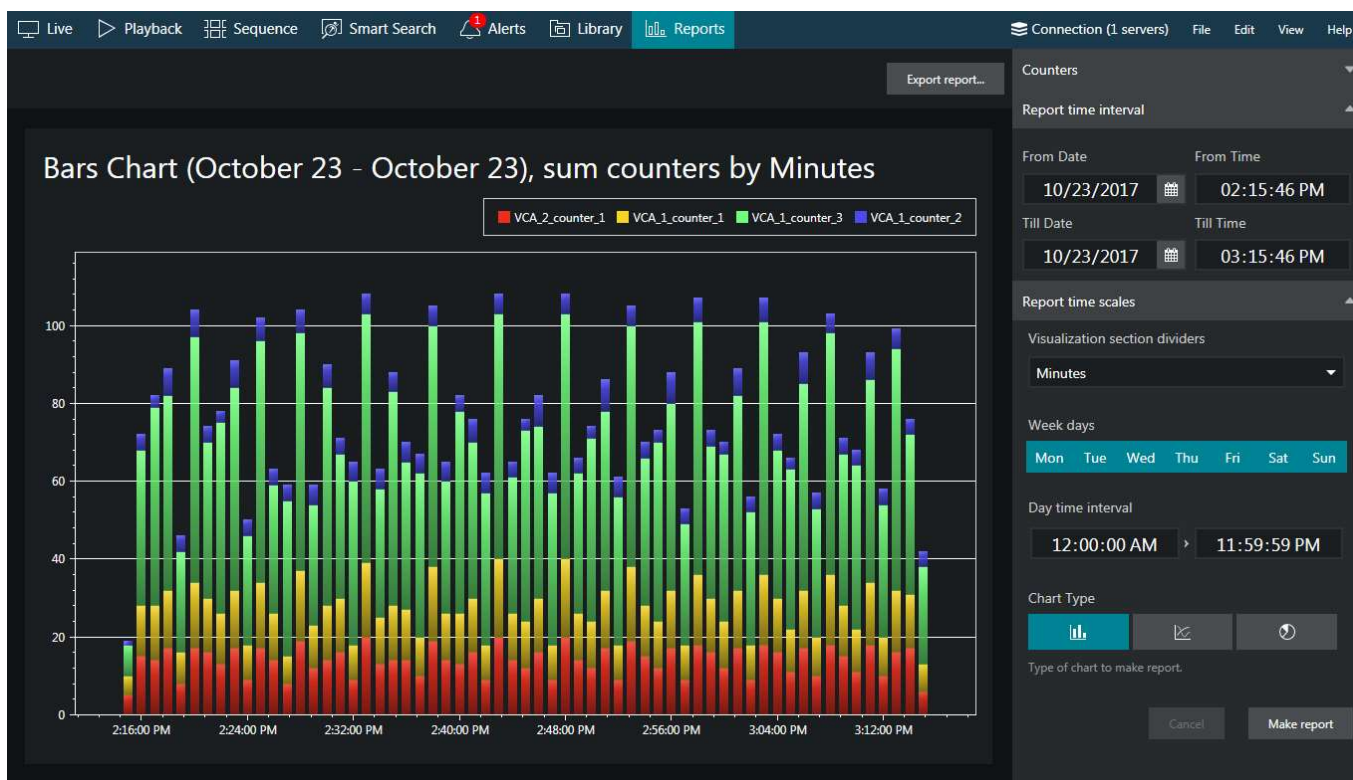 Live Playback Sequence Smart Search 1 Alerts Library Reports Connection (1 servers) File Edit View Help
Export report...
Bars Chart (October 23 - October 23), sum counters by Minutes
VCA_2_counter_1 VCA_1_counter_1 VCA_1_counter_3 VCA_1_counter_2
100
80
60
40
20
0
2:16:00 PM 2:24:00 PM 2:32:00 PM 2:40:00 PM 2:48:00 PM 2:56:00 PM 3:04:00 PM 3:12:00 PM
Counters
Report time interval
From Date From Time
10/23/2017 02:15:46 PM
Till Date Till Time
10/23/2017 03:15:46 PM
Report time scales
Visualization section dividers
Minutes
Week days
Mon Tue Wed Thu Fri Sat Sun
Day time interval
12:00:00 AM › 11:59:59 PM
Chart Type
Type of chart to make report.
Cancel Make report